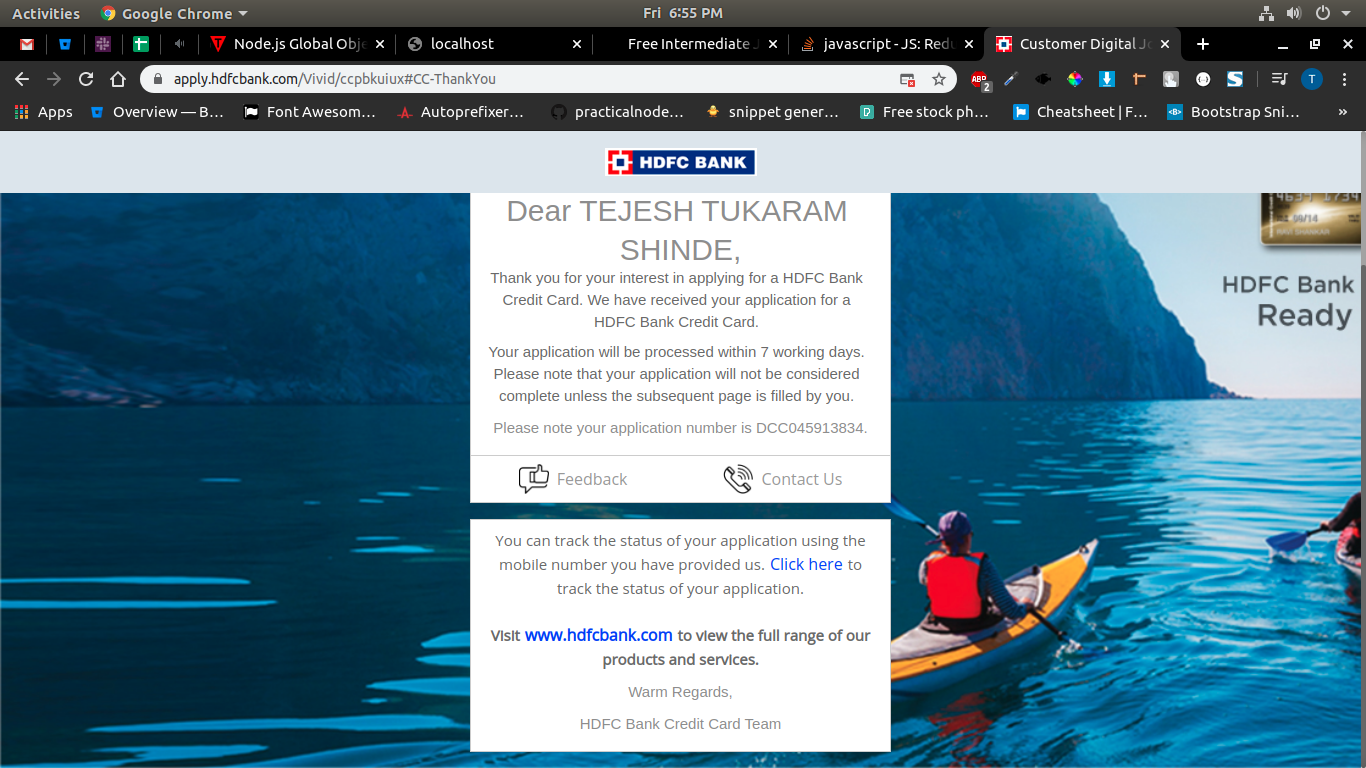 Activities
Google Chrome
Fri 6:55 PM
Node.js Global Obj
localhost
Free Intermediate J
javascript - JS: Redu
Customer Digital Jo
apply.hdfcbank.com/Vivid/ccpbkuiux#CC-ThankYou
ABP
2
T
Apps
Overview — B…
Font Awesom…
Autoprefixer…
practicalnode…
snippet gener…
Free stock ph…
Cheatsheet | F…
Bootstrap Sni…
»
HDFC BANK
Dear TEJESH TUKARAM
SHINDE,
Thank you for your interest in applying for a HDFC Bank
Credit Card. We have received your application for a
HDFC Bank Credit Card.
Your application will be processed within 7 working days.
Please note that your application will not be considered
complete unless the subsequent page is filled by you.
Please note your application number is DCC045913834.
Feedback
Contact Us
You can track the status of your application using the
mobile number you have provided us. Click here to
track the status of your application.
Visit www.hdfcbank.com to view the full range of our
products and services.
Warm Regards,
HDFC Bank Credit Card Team
09/14
RAVI SHANKAR
HDFC Bank
Ready